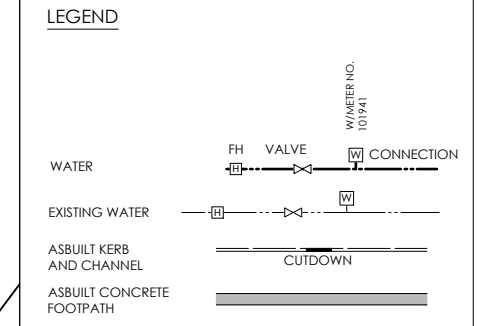 LEGEND
W/METER NO.
101941
FH VALVE W CONNECTION
WATER H
W
EXISTING WATER H
ASBUILT KERB
AND CHANNEL
CUTDOWN
ASBUILT CONCRETE
FOOTPATH